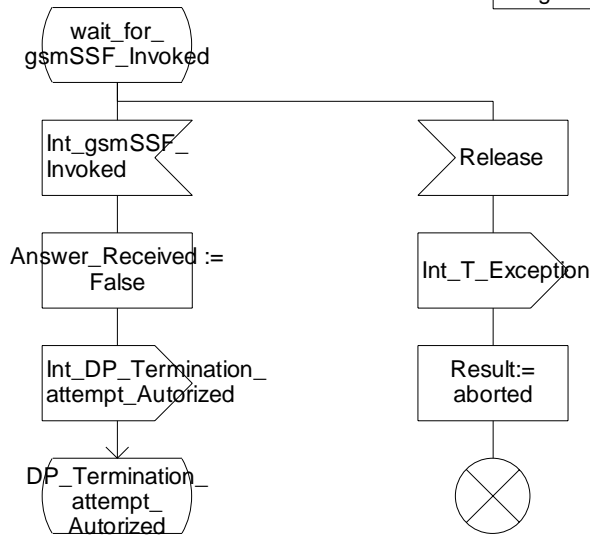 wait_for_
gsmSSF_Invoked
Int_gsmSSF_
Invoked
Release
Answer_Received :=
False
Int_T_Exception
Int_DP_Termination_
attempt_Autorized
Result:=
aborted
DP_Termination_
attempt_
Autorized